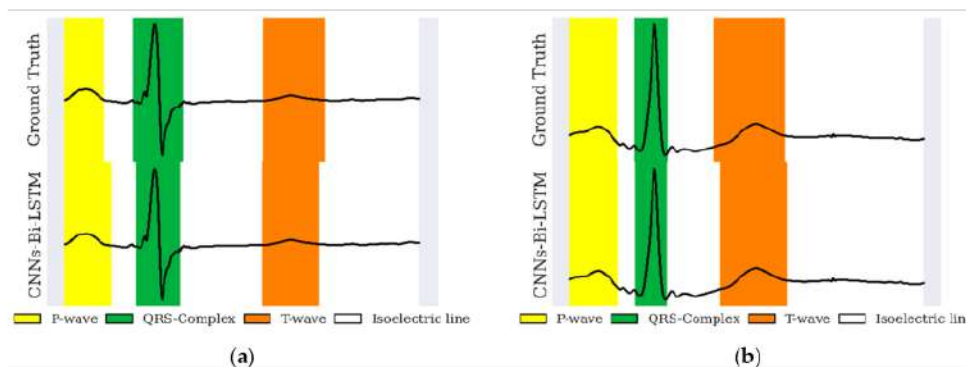 Ground Truth
CNNs-Bi-LSTM
P-wave QRS-Complex T-wave Isoelectric line
(a)
Ground Truth
CNNs-Bi-LSTM
P-wave QRS-Complex T-wave Isoelectric lin
(b)